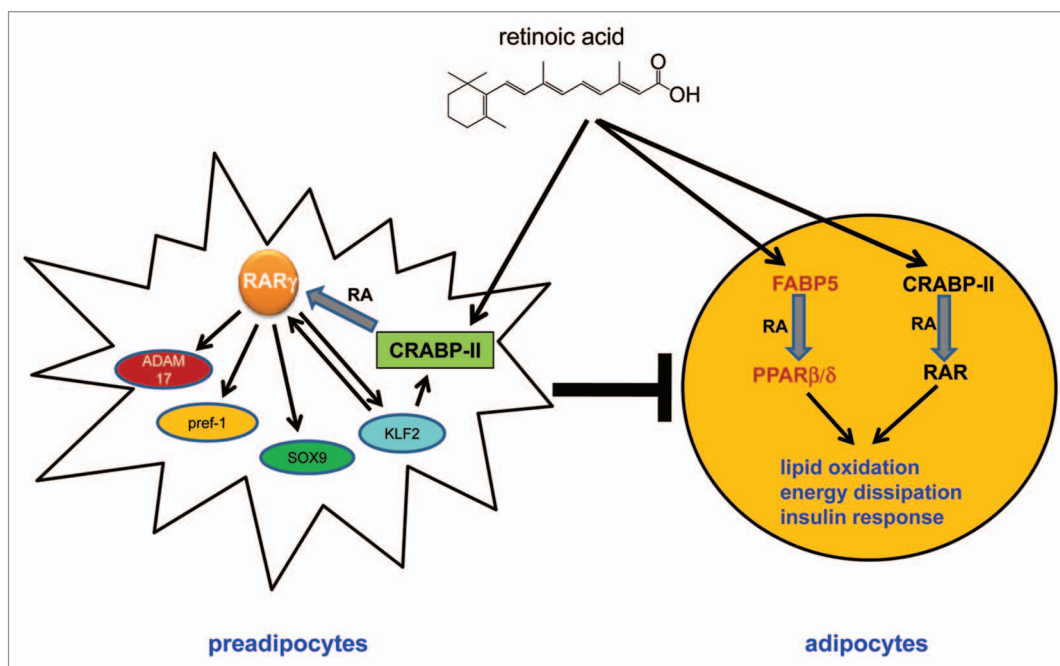 retinoic acid
O
OH
RARγ
RA
CRABP-II
ADAM
17
pref-1
SOX9
KLF2
FABP5
CRABP-II
RA
RA
PPARβ/δ
RAR
lipid oxidation
energy dissipation
insulin response
preadipocytes
adipocytes